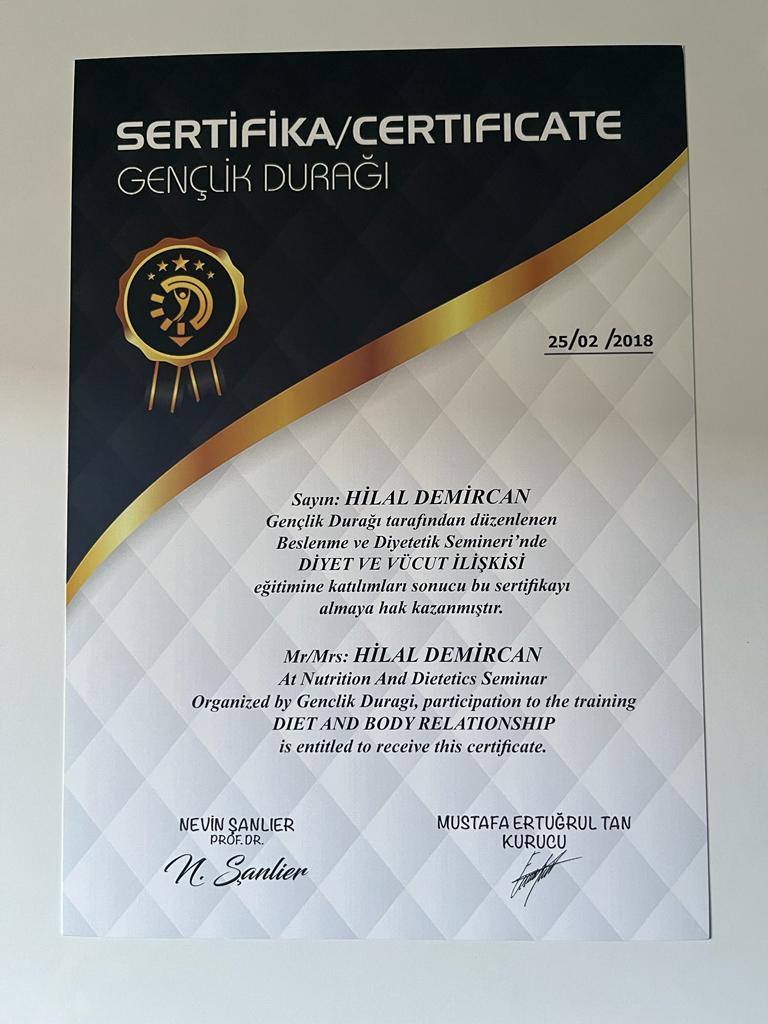 SERTİFİKA/CERTIFICATE
GENÇLİK DURAĞI
25/02 /2018
Sayın: HİLAL DEMİRCAN
Gençlik Durağı tarafından düzenlenen
Beslenme ve Diyetetik Semineri'nde
DİYET VE VÜCUT İLİŞKİSİ
eğitimine katılımları sonucu bu sertifikayı
almaya hak kazanmıştır.
Mr/Mrs: HİLAL DEMİRCAN
At Nutrition And Dietetics Seminar
Organized by Genclik Duragi, participation to the training
DIET AND BODY RELATIONSHIP
is entitled to receive this certificate.
NEVİN ŞANLIER
PROF.DR.
N. Şanlier
MUSTAFA ERTUĞRUL TAN
KURUCU